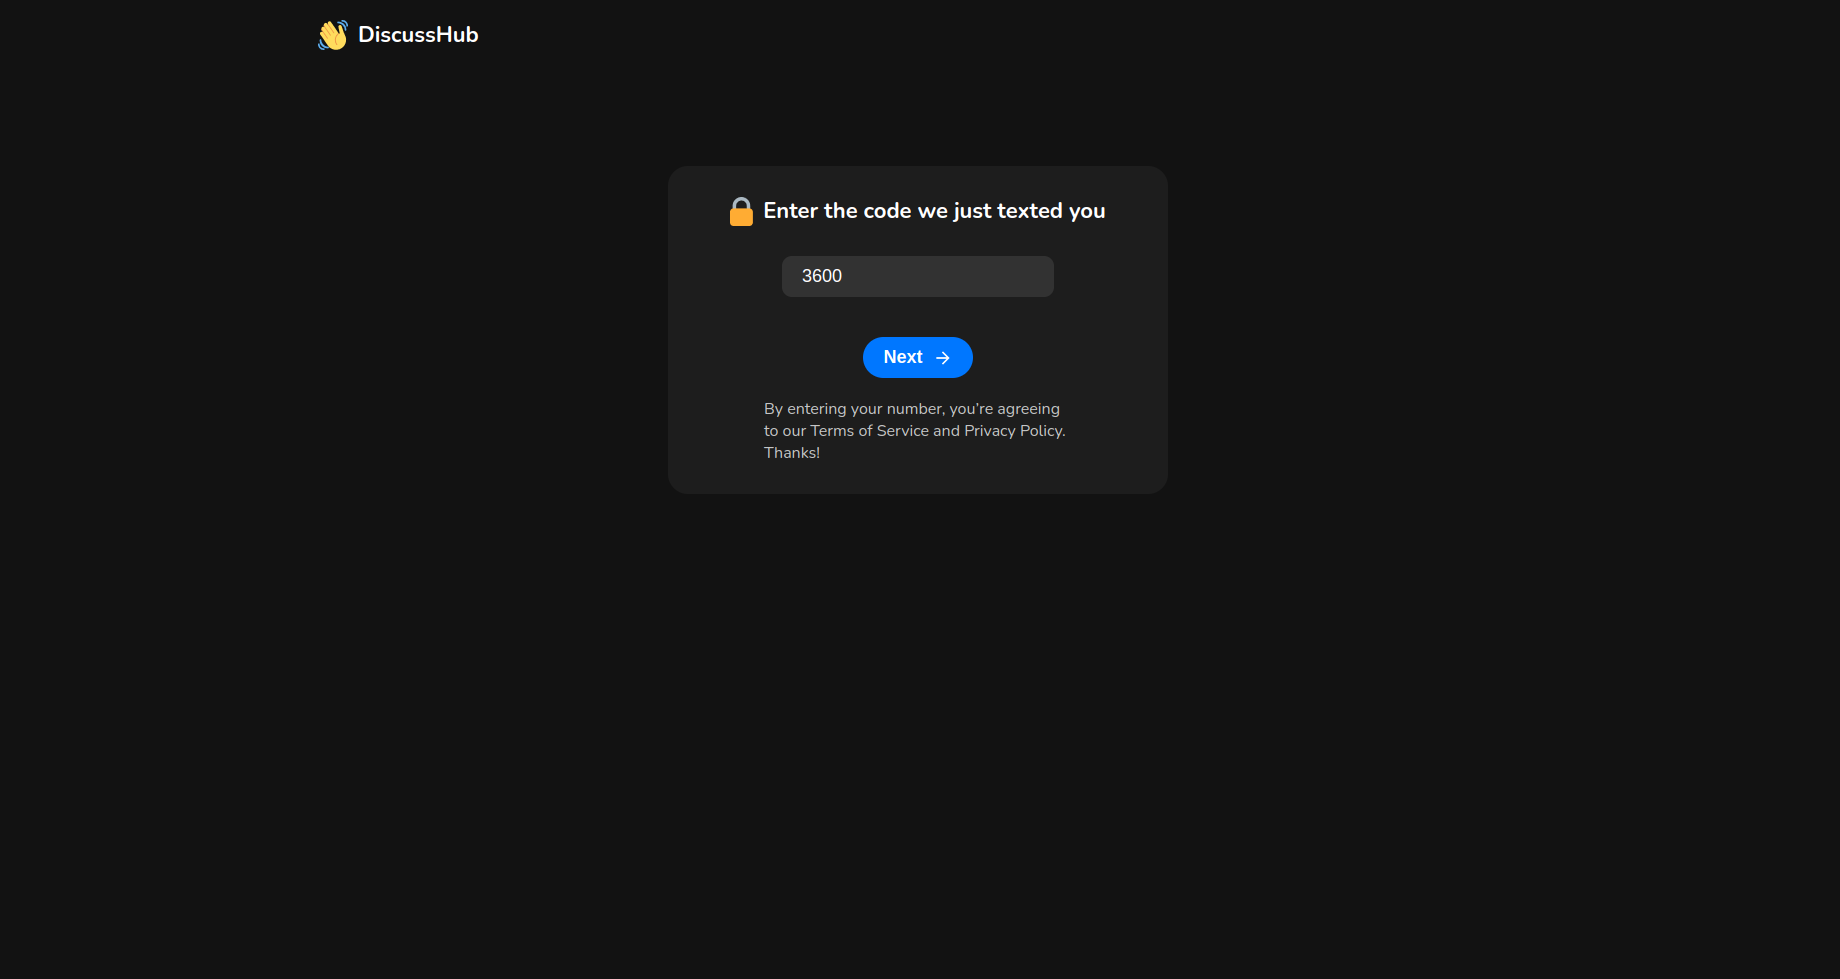 DiscussHub
Enter the code we just texted you
3600
Next
By entering your number, you’re agreeing
to our Terms of Service and Privacy Policy.
Thanks!